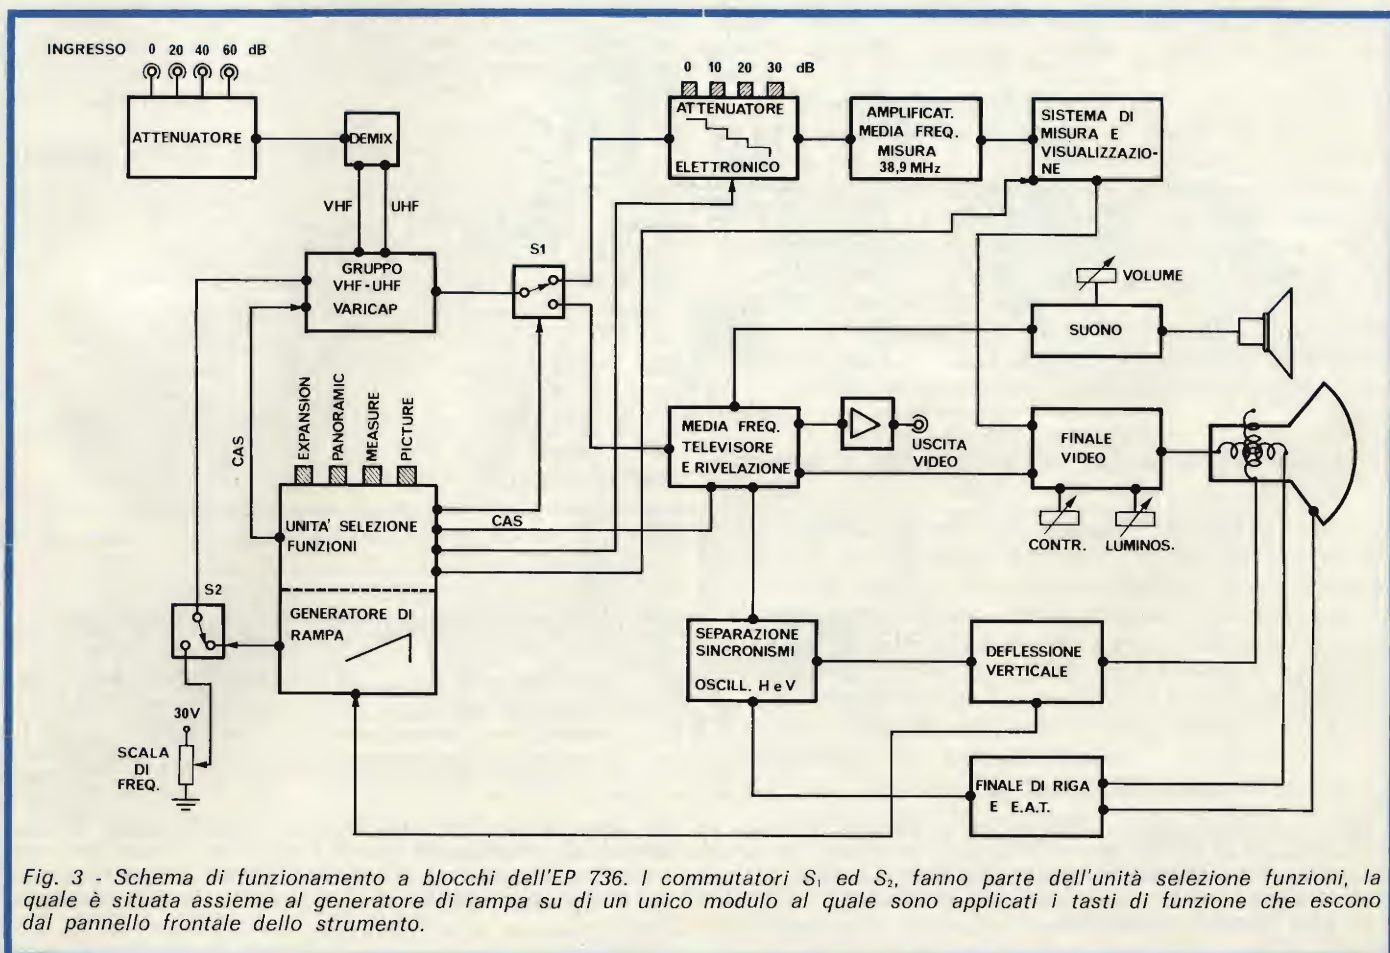 INGRESSO 0 20 40 60 dB
ATTENUATORE
DEMIX
VHF UHF
GRUPPO
VHF-UHF
VARICAP
S1
0 10 20 30 dB
ATTENUATORE
ELETTRONICO
AMPLIFICAT.
MEDIA FREQ.
MISURA
38,9 MHz
SISTEMA DI
MISURA E
VISUALIZZAZIO-
NE
VOLUME
SUONO
CAS
EXPANSION
PANORAMIC
MEASURE
PICTURE
UNITA' SELEZIONE
FUNZIONI
CAS
MEDIA FREQ.
TELEVISORE
E RIVELAZIONE
USCITA
VIDEO
FINALE
VIDEO
CONTR. LUMINOS.
S2
GENERATORE DI
RAMPA
30V
SCALA
DI
FREQ.
SEPARAZIONE
SINCRONISMI
OSCILL. H e V
DEFLESSIONE
VERTICALE
FINALE DI RIGA
E E.A.T.
Fig. 3 - Schema di funzionamento a blocchi dell'EP 736. I commutatori S₁ ed S₂, fanno parte dell'unità selezione funzioni, la
quale è situata assieme al generatore di rampa su di un unico modulo al quale sono applicati i tasti di funzione che escono
dal pannello frontale dello strumento.